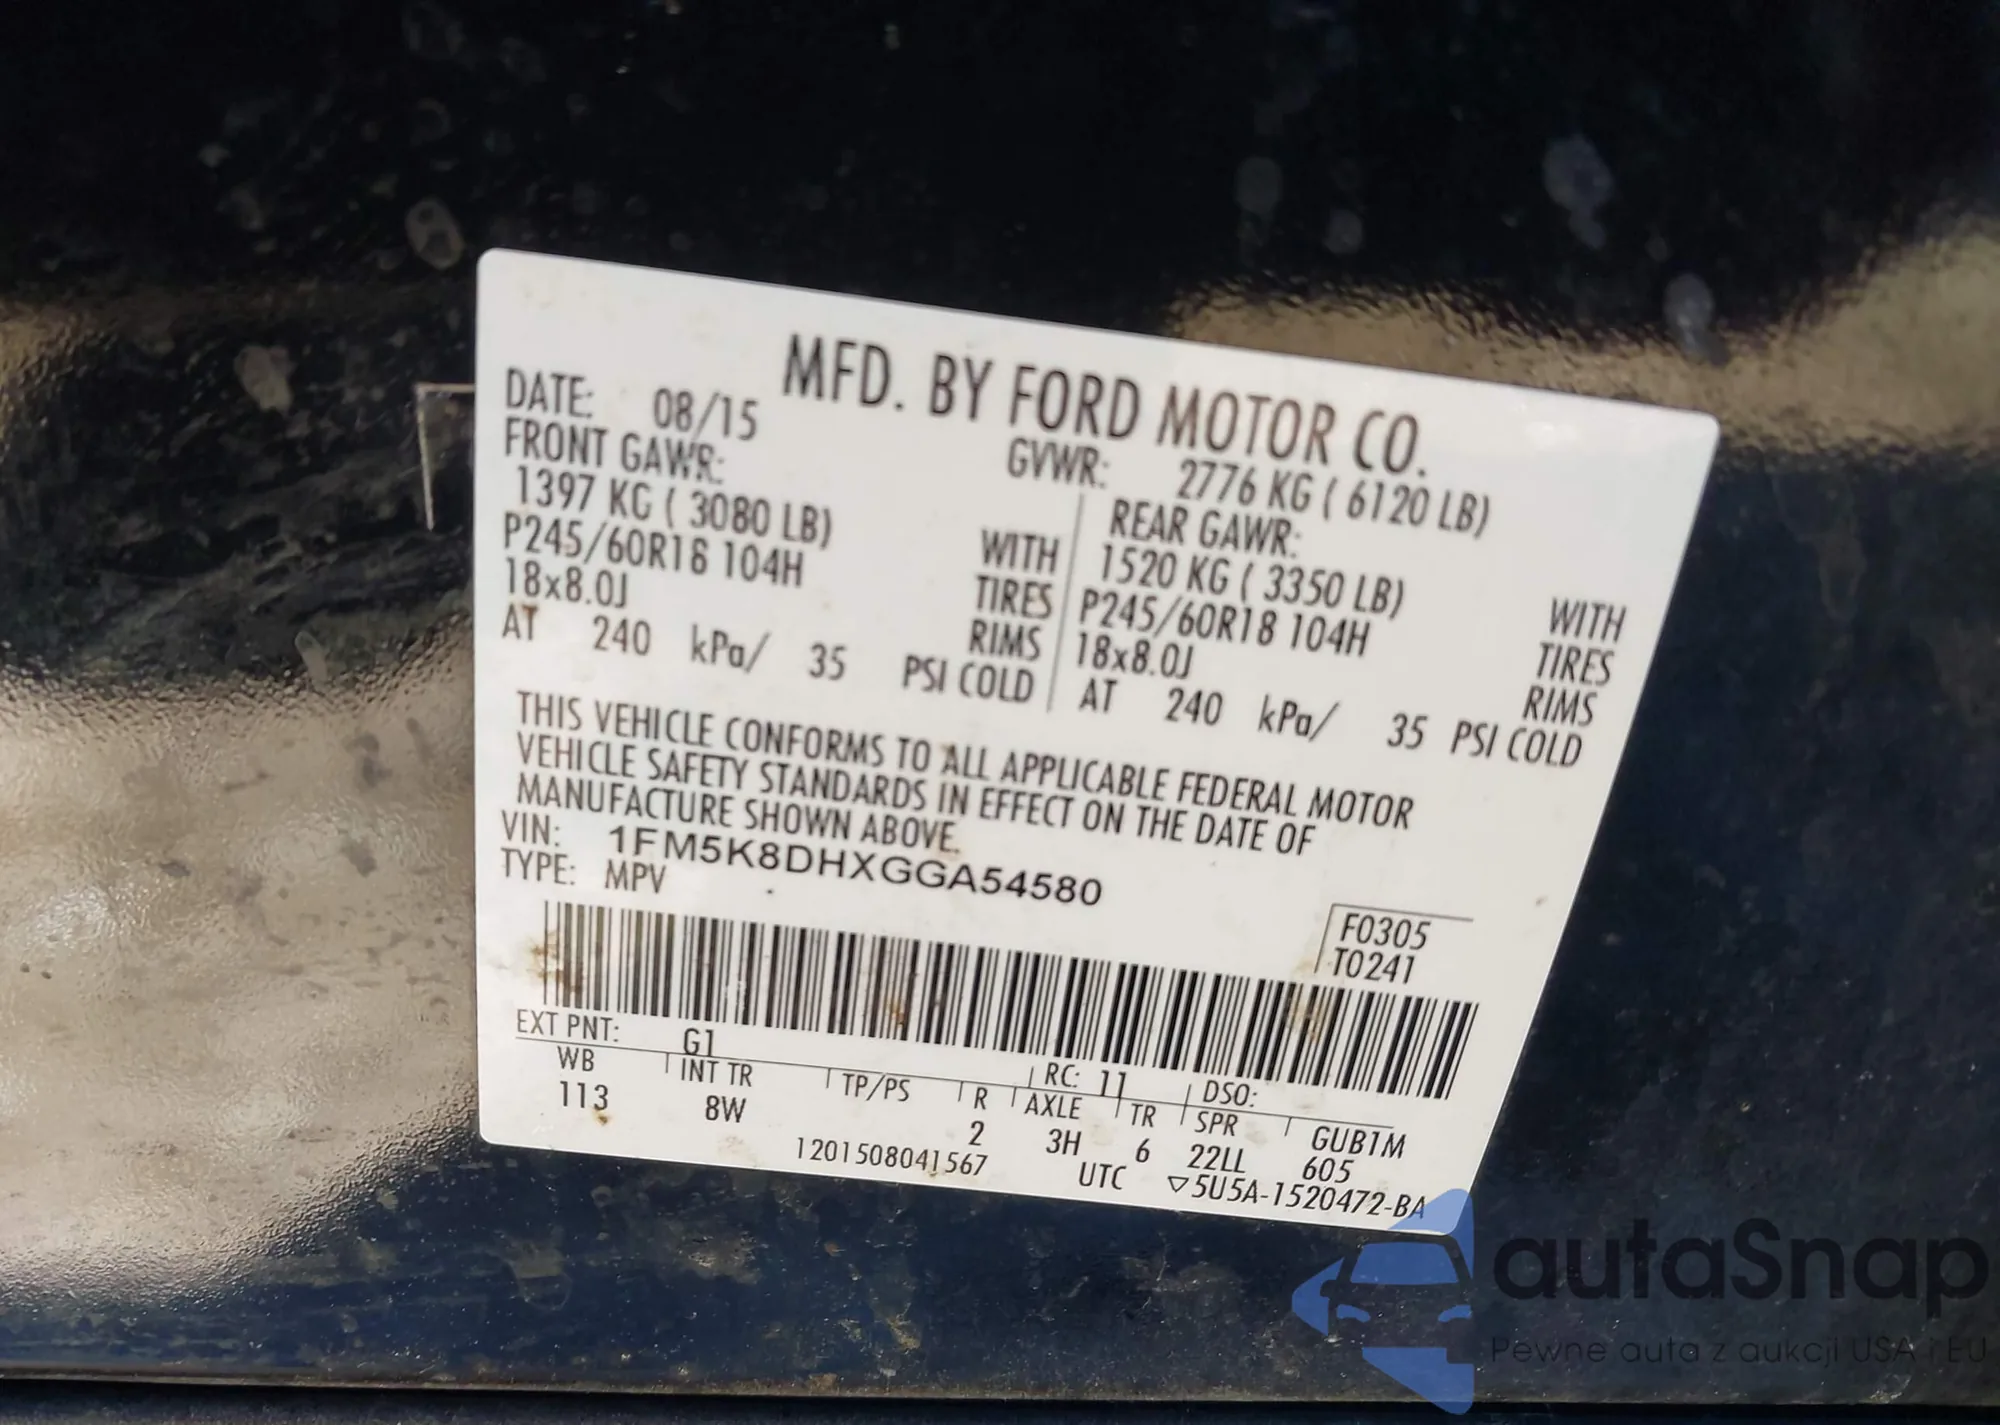 MFD. BY FORD MOTOR CO.
DATE: 08/15
GVWR: 2776 KG ( 6120 LB)
FRONT GAWR:
1397 KG ( 3080 LB) WITH
P245/60R18 104H TIRES
18x8.0J RIMS
AT 240 kPa/ 35 PSI COLD
REAR GAWR:
1520 KG ( 3350 LB) WITH
P245/60R18 104H TIRES
18x8.0J RIMS
AT 240 kPa/ 35 PSI COLD
THIS VEHICLE CONFORMS TO ALL APPLICABLE FEDERAL MOTOR
VEHICLE SAFETY STANDARDS IN EFFECT ON THE DATE OF
MANUFACTURE SHOWN ABOVE.
VIN: 1FM5K8DHXGGA54580
TYPE: MPV
F0305
T0241
EXT PNT: G1 RC: 11 DSO:
WB INT TR TP/PS R AXLE TR SPR GUB1M
113 8W 2 3H 6 22LL 605
1201508041567 UTC ▽5U5A-1520472-BA
autaSnap
Pewne auta z aukcji USA i EU